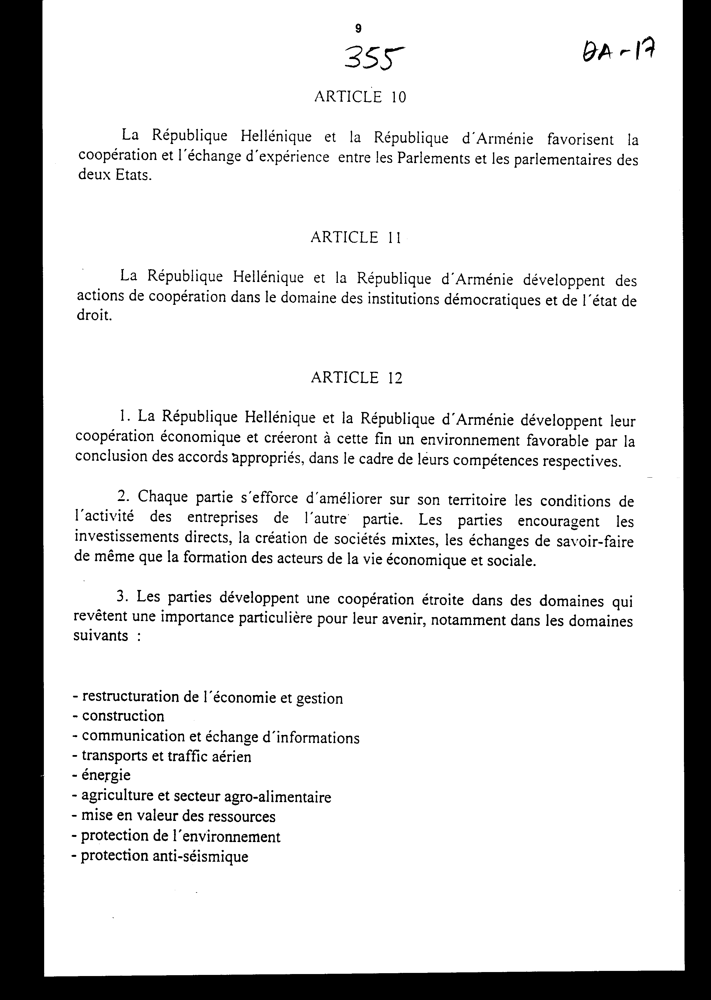 9
355
θA-17
ARTICLE 10
La République Hellénique et la République d´Arménie favorisent la
coopération et l´échange d´expérience entre les Parlements et les parlementaires des
deux Etats.
ARTICLE 11
La République Hellénique et la République d´Arménie développent des
actions de coopération dans le domaine des institutions démocratiques et de l´état de
droit.
ARTICLE 12
1. La République Hellénique et la République d´Arménie développent leur
coopération économique et créeront à cette fin un environnement favorable par la
conclusion des accords appropriés, dans le cadre de leurs compétences respectives.
2. Chaque partie s´efforce d´améliorer sur son territoire les conditions de
l´activité des entreprises de l´autre partie. Les parties encouragent les
investissements directs, la création de sociétés mixtes, les échanges de savoir-faire
de même que la formation des acteurs de la vie économique et sociale.
3. Les parties développent une coopération étroite dans des domaines qui
revêtent une importance particulière pour leur avenir, notamment dans les domaines
suivants :
- restructuration de l´économie et gestion
- construction
- communication et échange d´informations
- transports et traffic aérien
- énergie
- agriculture et secteur agro-alimentaire
- mise en valeur des ressources
- protection de l´environnement
- protection anti-séismique